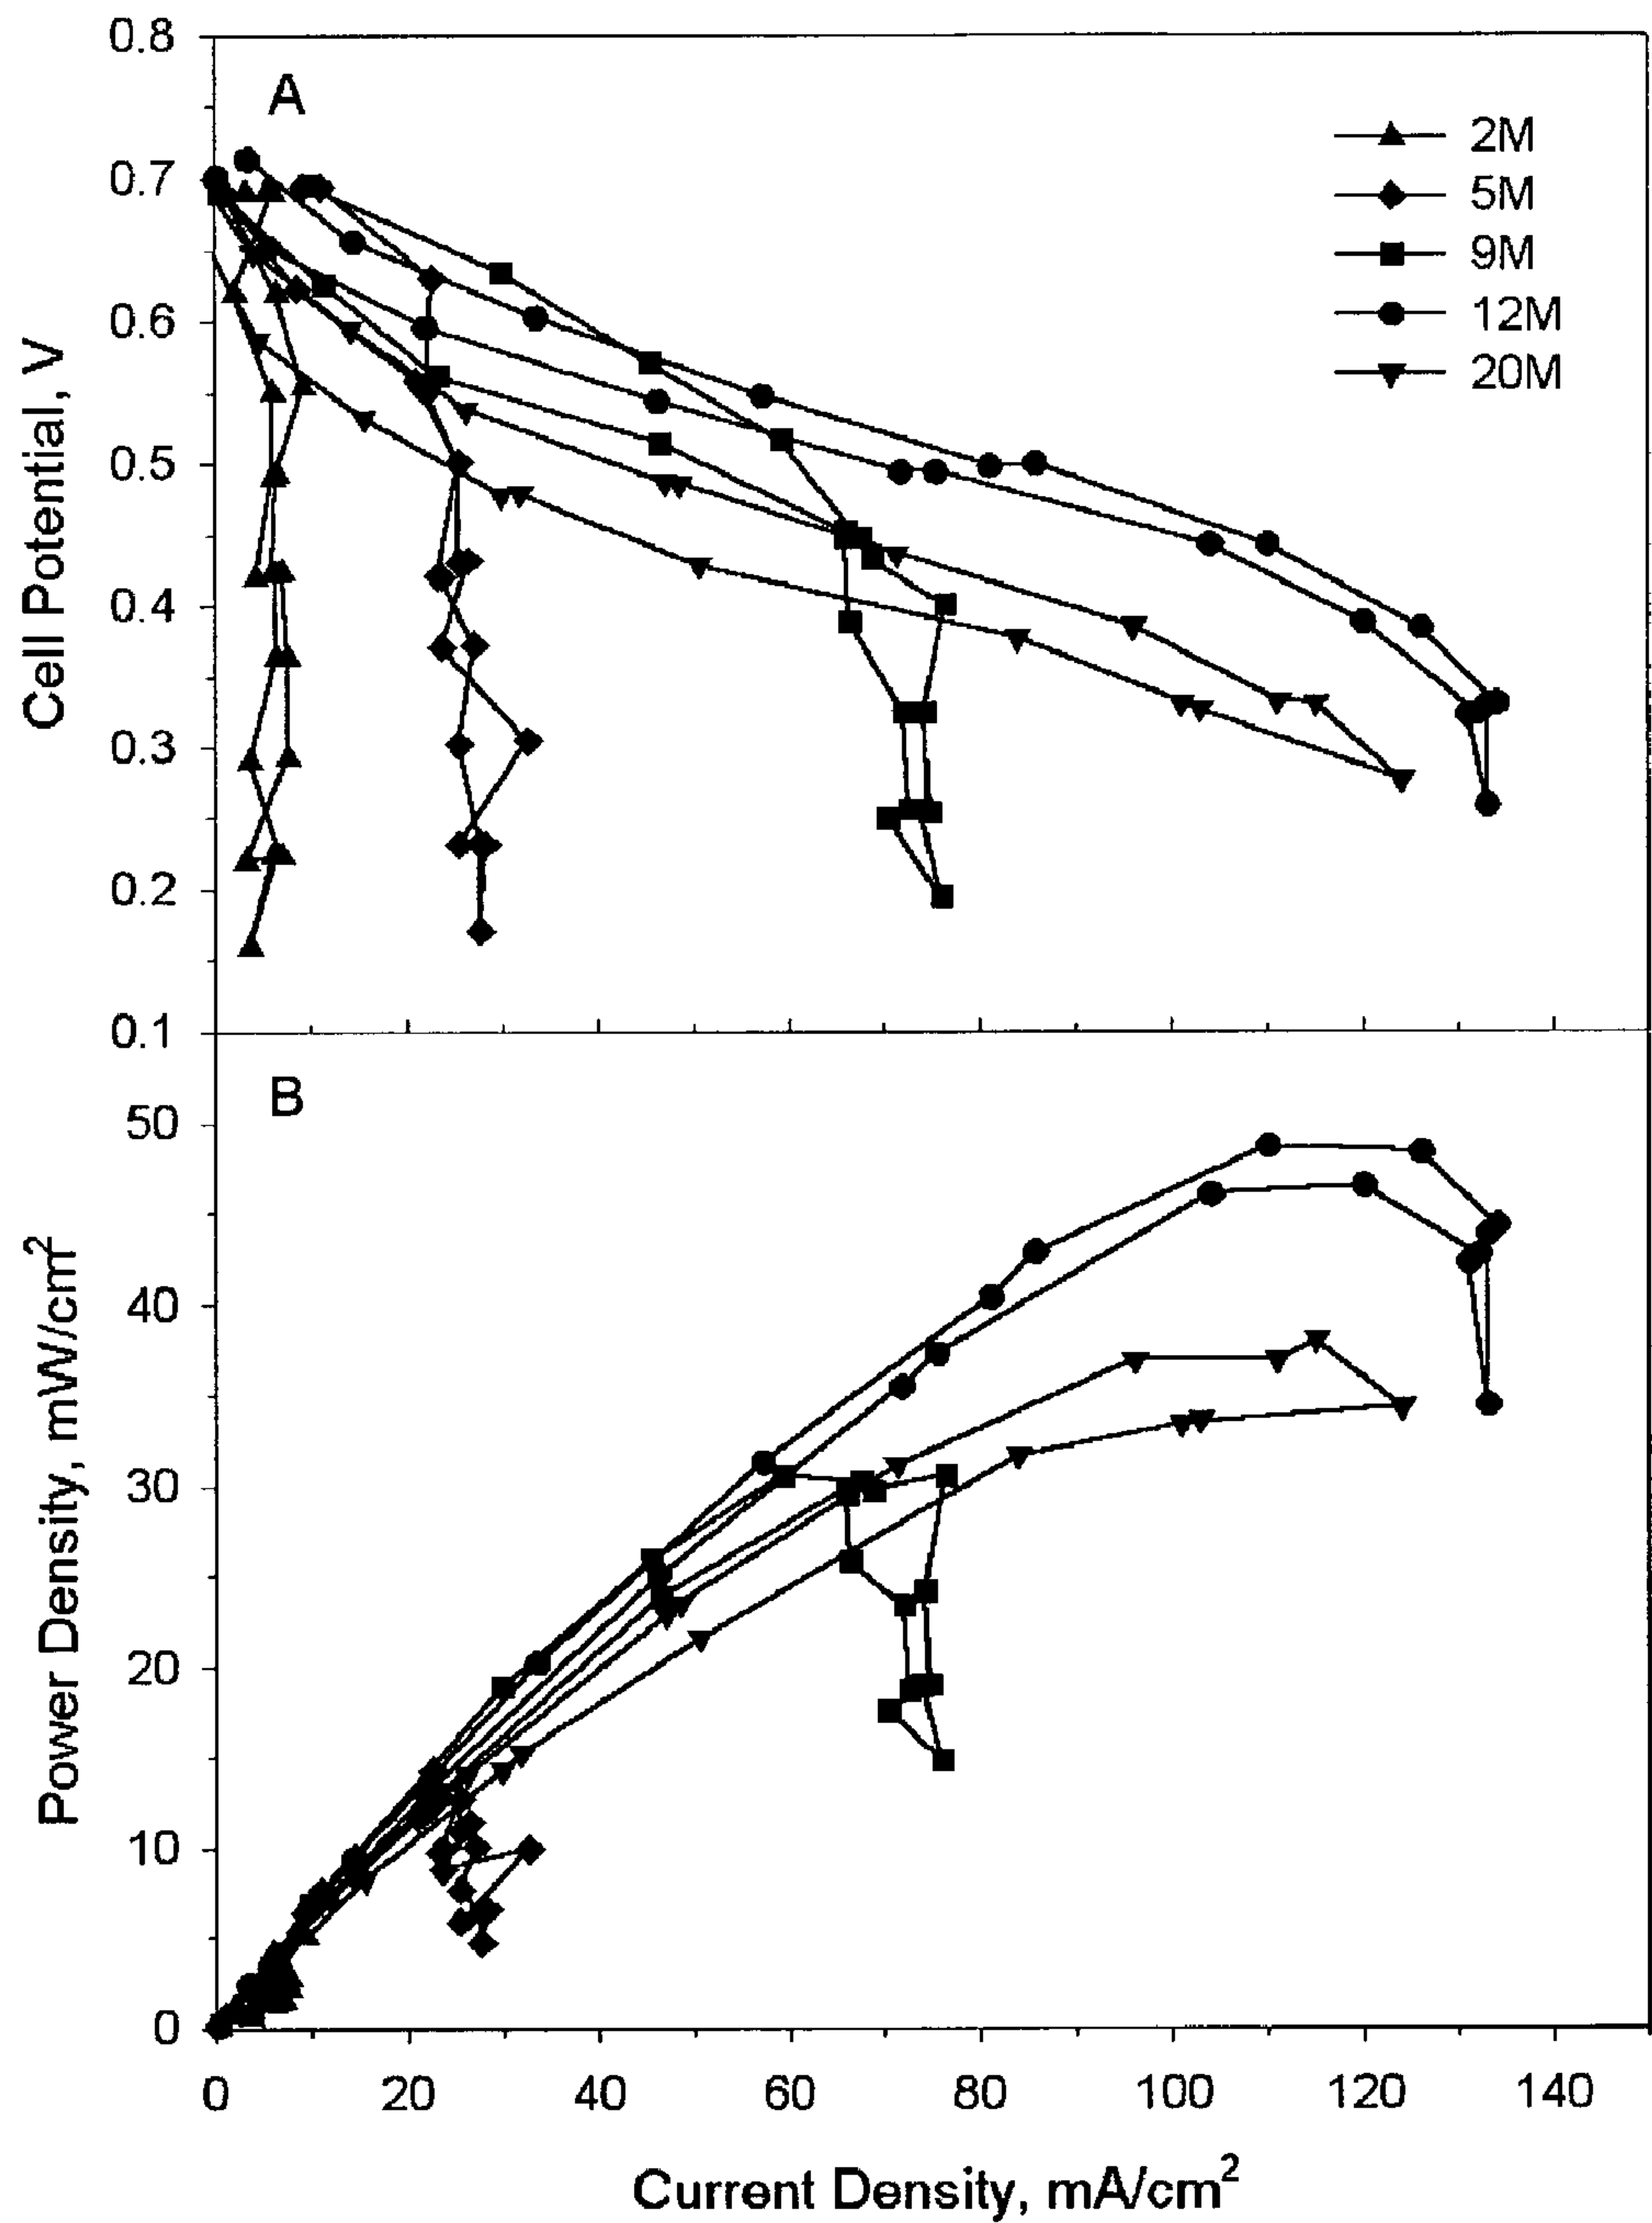 0.8
A
2M
0.7
5M
9M
0.6
12M
20M
0.5
0.4
0.3
0.2
0.1
Cell Potential, V
B
50
40
30
20
10
0
Power Density, mW/cm²
0 20 40 60 80 100 120 140
Current Density, mA/cm²